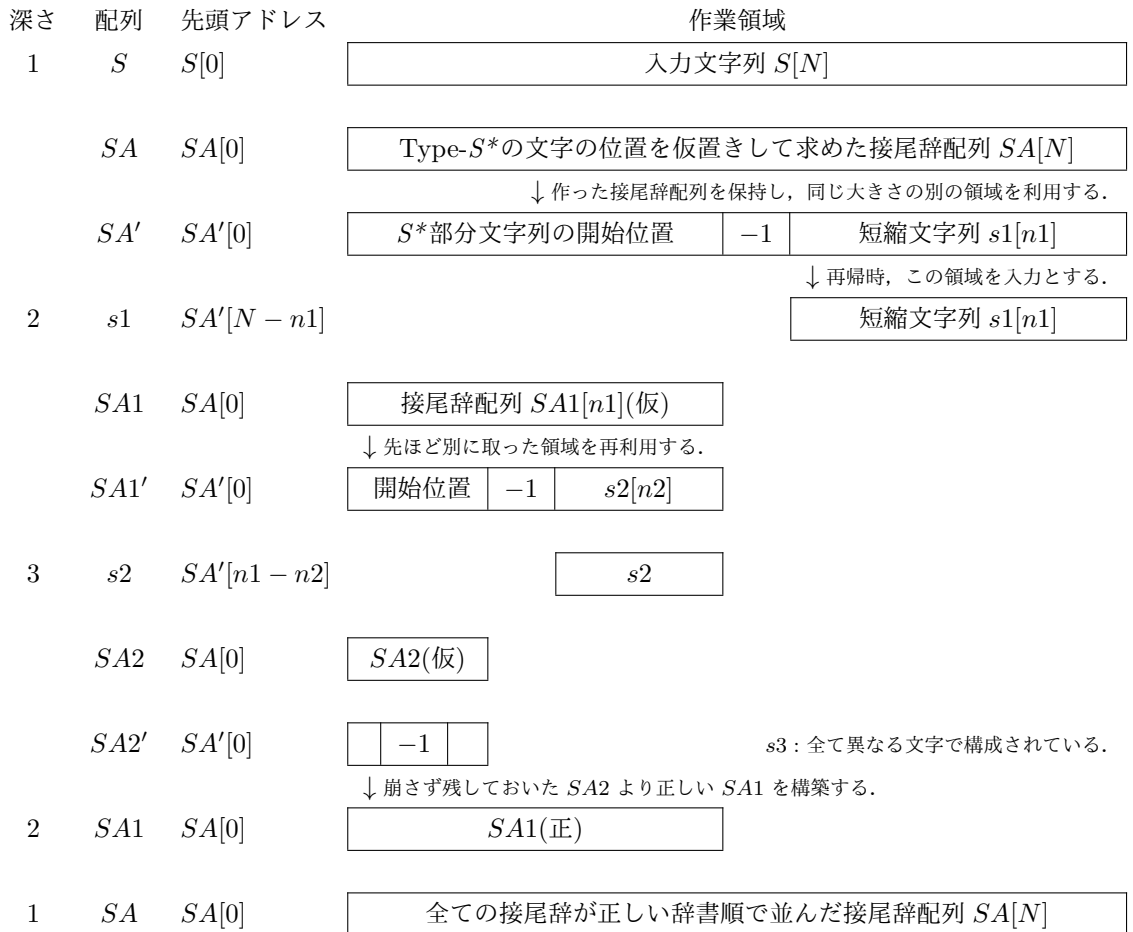 深さ 配列 先頭アドレス 作業領域
1 S S[0] 入力文字列 S[N]
SA SA[0] Type-S*の文字の位置を仮置きして求めた接尾辞配列 SA[N]
↓ 作った接尾辞配列を保持し，同じ大きさの別の領域を利用する．
SA′ SA′[0] S*部分文字列の開始位置 −1 短縮文字列 s1[n1]
↓ 再帰時，この領域を入力とする．
2 s1 SA′[N − n1] 短縮文字列 s1[n1]
SA1 SA[0] 接尾辞配列 SA1[n1](仮)
↓ 先ほど別に取った領域を再利用する．
SA1′ SA′[0] 開始位置 −1 s2[n2]
3 s2 SA′[n1 − n2] s2
SA2 SA[0] SA2(仮)
SA2′ SA′[0] −1 s3 : 全て異なる文字で構成されている．
↓ 崩さず残しておいた SA2 より正しい SA1 を構築する．
2 SA1 SA[0] SA1(正)
1 SA SA[0] 全ての接尾辞が正しい辞書順で並んだ接尾辞配列 SA[N]